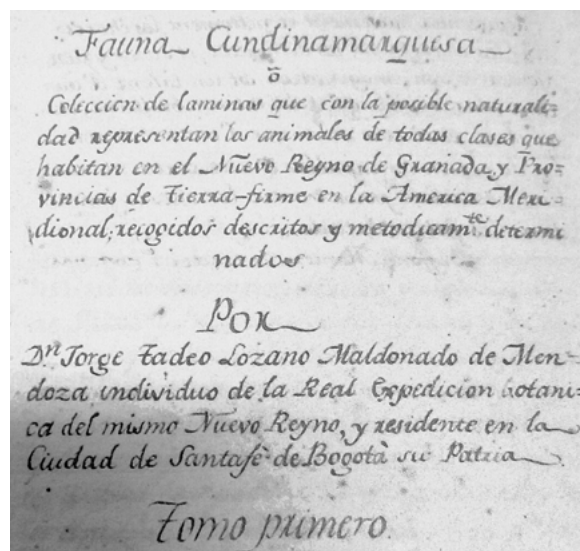 Fauna Cundinamarquesa
ō
Coleccion de laminas que con la posible naturali=
dad representan los animales de todas clases que
habitan en el Nuevo Reyno de Granada, y Pro=
vincias de Tierra-firme en la America Meri=
dional; recogidos descritos y metodicamte. determi
nados
Por
Dn. Jorge Tadeo Lozano Maldonado de Men=
doza individuo de la Real Expedicion botani=
ca del mismo Nuevo Reyno, y residente en la
Ciudad de Santafè de Bogotà su Patria
Tomo primero.